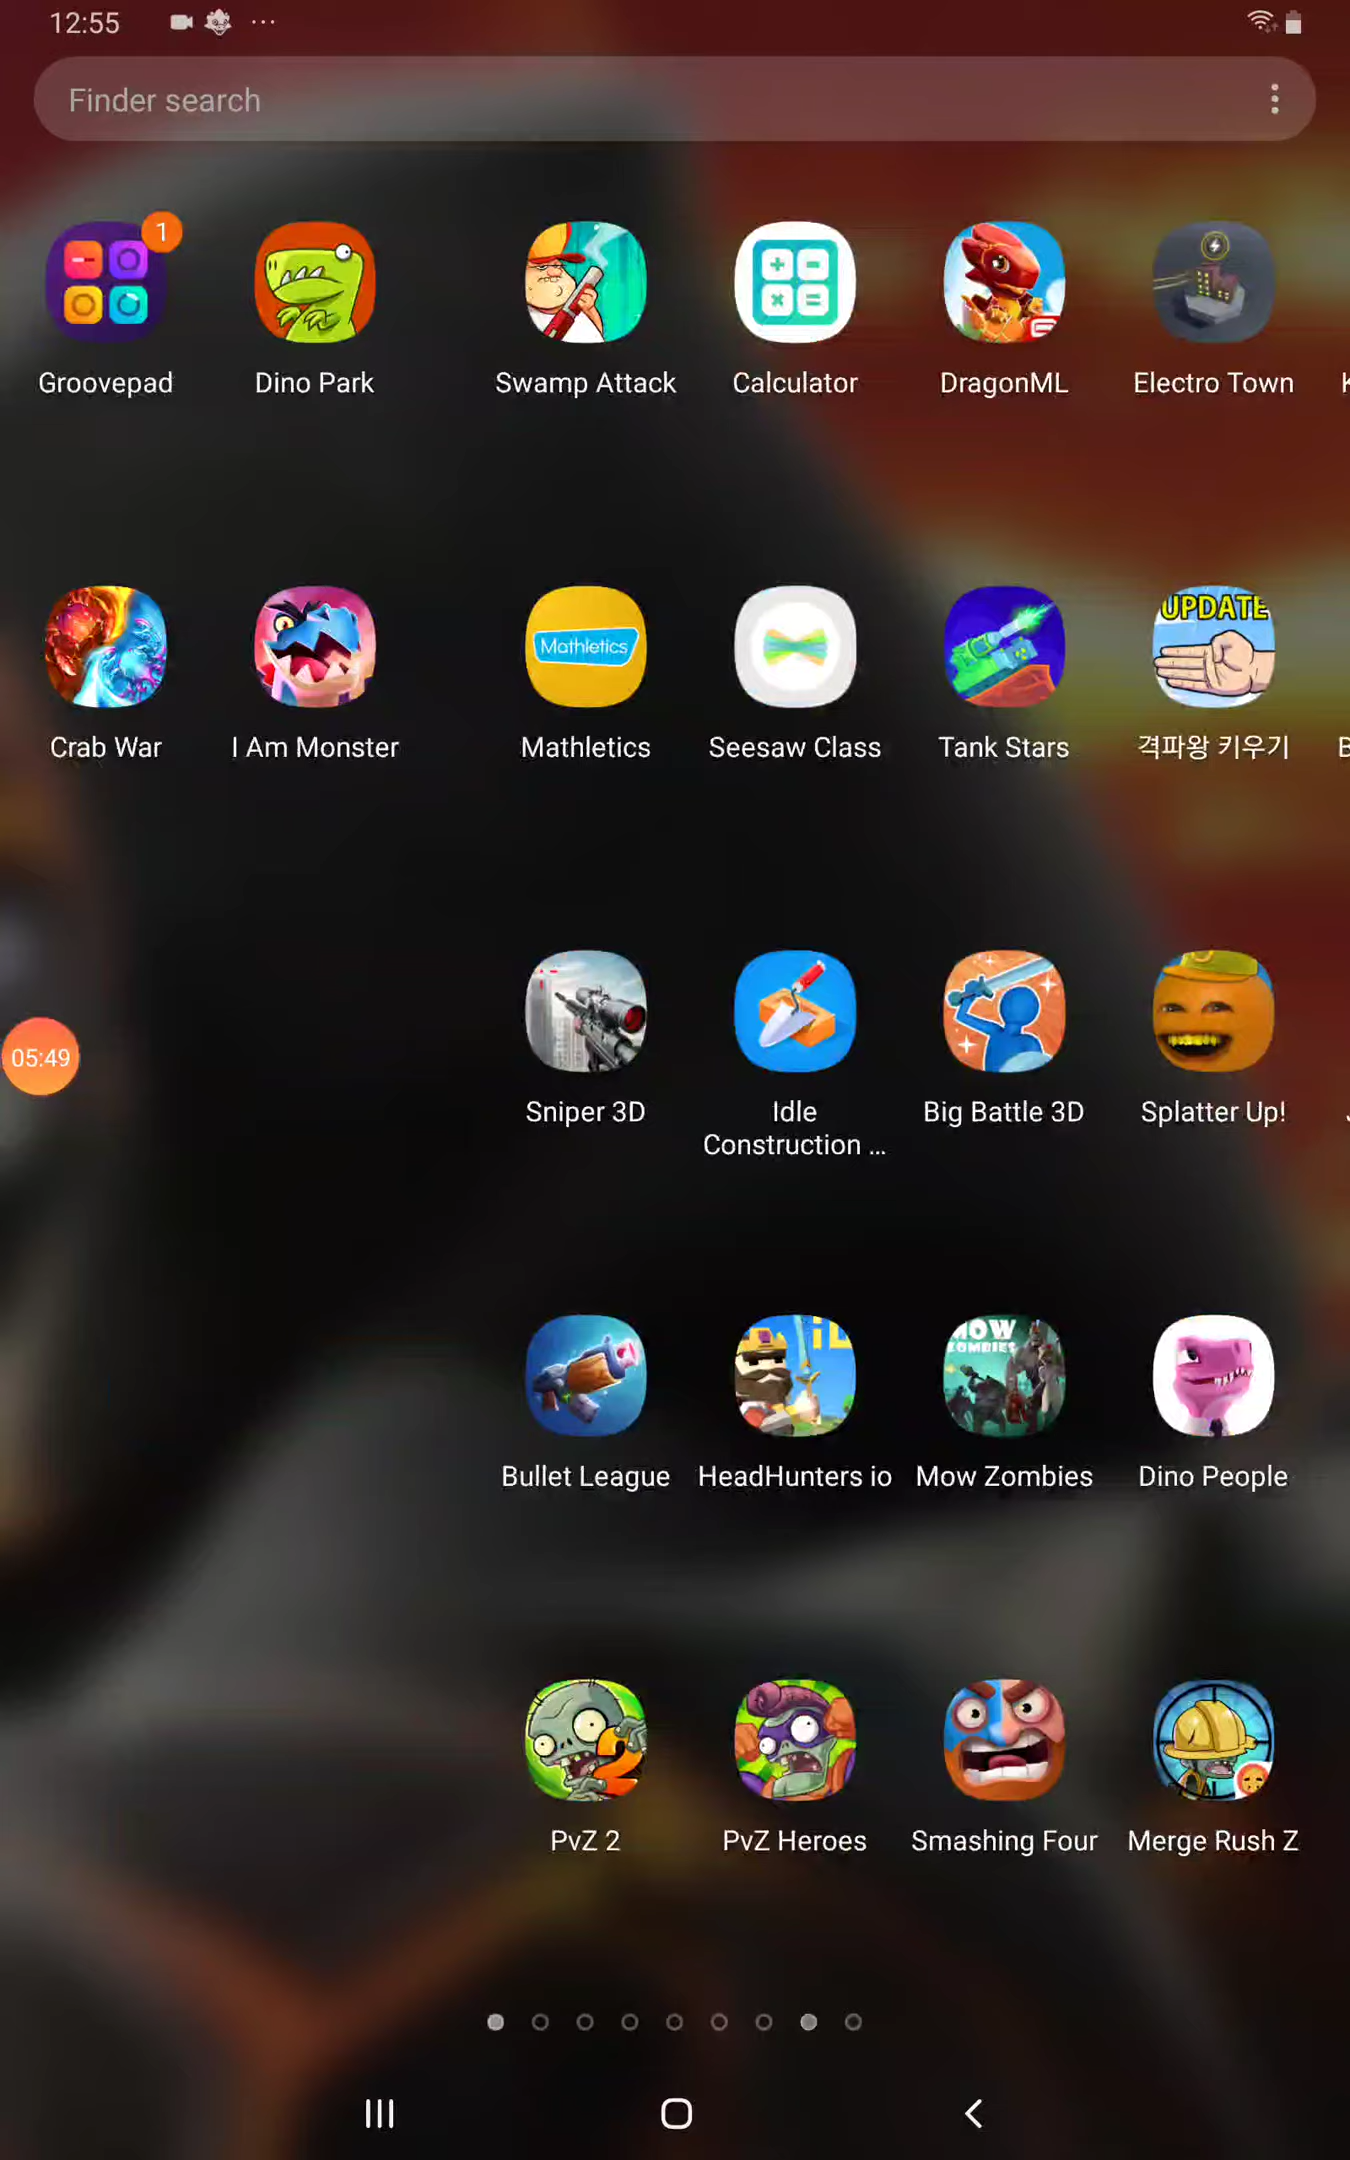 12:55
Finder search
1
Groovepad
Dino Park
Swamp Attack
Calculator
DragonML
Electro Town
Mathletics
UPDATE
Crab War
I Am Monster
Mathletics
Seesaw Class
Tank Stars
격파왕 키우기
05:49
Sniper 3D
Idle
Construction ...
Big Battle 3D
Splatter Up!
MOW
ZOMBIES
Bullet League
HeadHunters io
Mow Zombies
Dino People
2
PvZ 2
PvZ Heroes
Smashing Four
Merge Rush Z